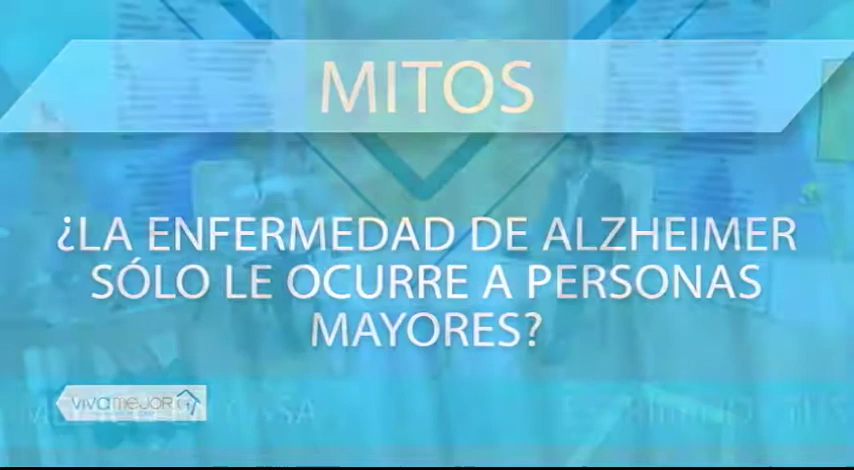 MITOS
¿LA ENFERMEDAD DE ALZHEIMER
SÓLO LE OCURRE A PERSONAS
MAYORES?
vivamejor